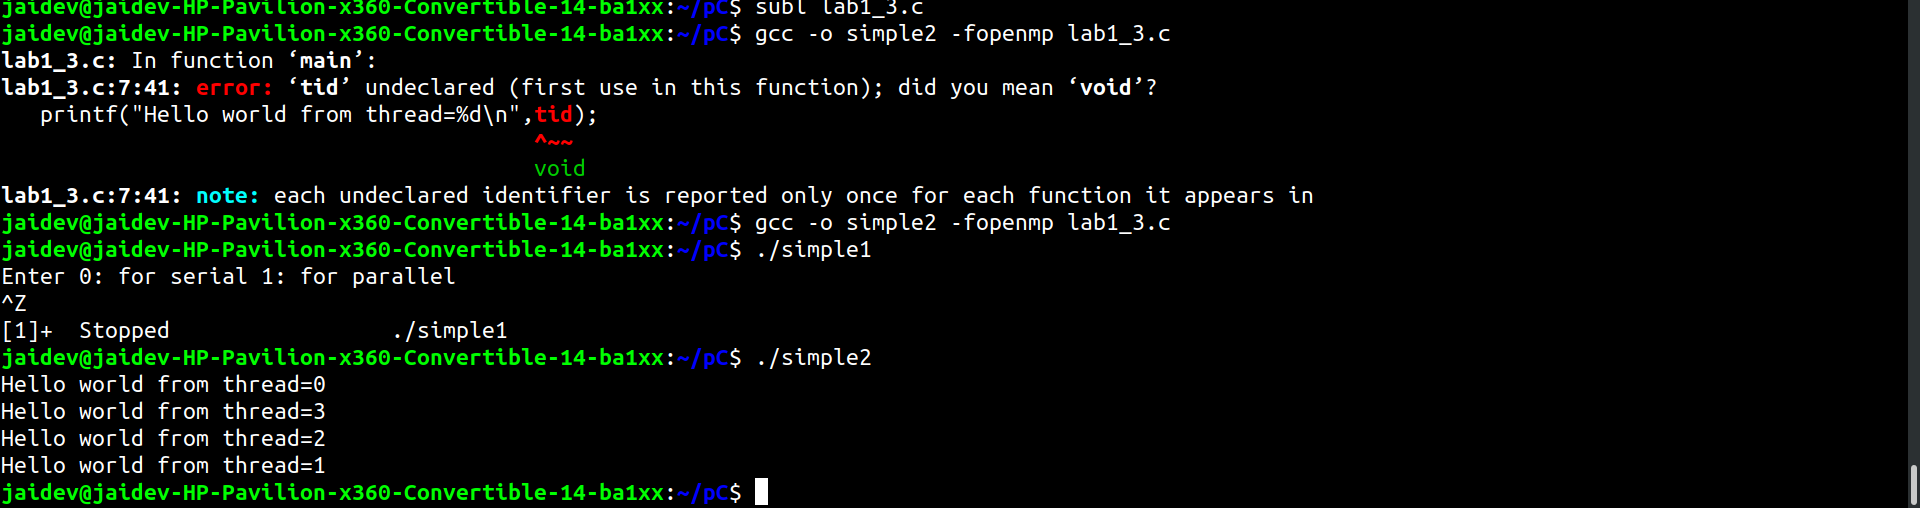 jaidev@jaidev-HP-Pavilion-x360-Convertible-14-ba1xx:~/pC$ subl lab1_3.c
jaidev@jaidev-HP-Pavilion-x360-Convertible-14-ba1xx:~/pC$ gcc -o simple2 -fopenmp lab1_3.c
lab1_3.c: In function ‘main’:
lab1_3.c:7:41: error: ‘tid’ undeclared (first use in this function); did you mean ‘void’?
   printf("Hello world from thread=%d\n",tid);
                                         ^~~
                                         void
lab1_3.c:7:41: note: each undeclared identifier is reported only once for each function it appears in
jaidev@jaidev-HP-Pavilion-x360-Convertible-14-ba1xx:~/pC$ gcc -o simple2 -fopenmp lab1_3.c
jaidev@jaidev-HP-Pavilion-x360-Convertible-14-ba1xx:~/pC$ ./simple1
Enter 0: for serial 1: for parallel
^Z
[1]+  Stopped                 ./simple1
jaidev@jaidev-HP-Pavilion-x360-Convertible-14-ba1xx:~/pC$ ./simple2
Hello world from thread=0
Hello world from thread=3
Hello world from thread=2
Hello world from thread=1
jaidev@jaidev-HP-Pavilion-x360-Convertible-14-ba1xx:~/pC$